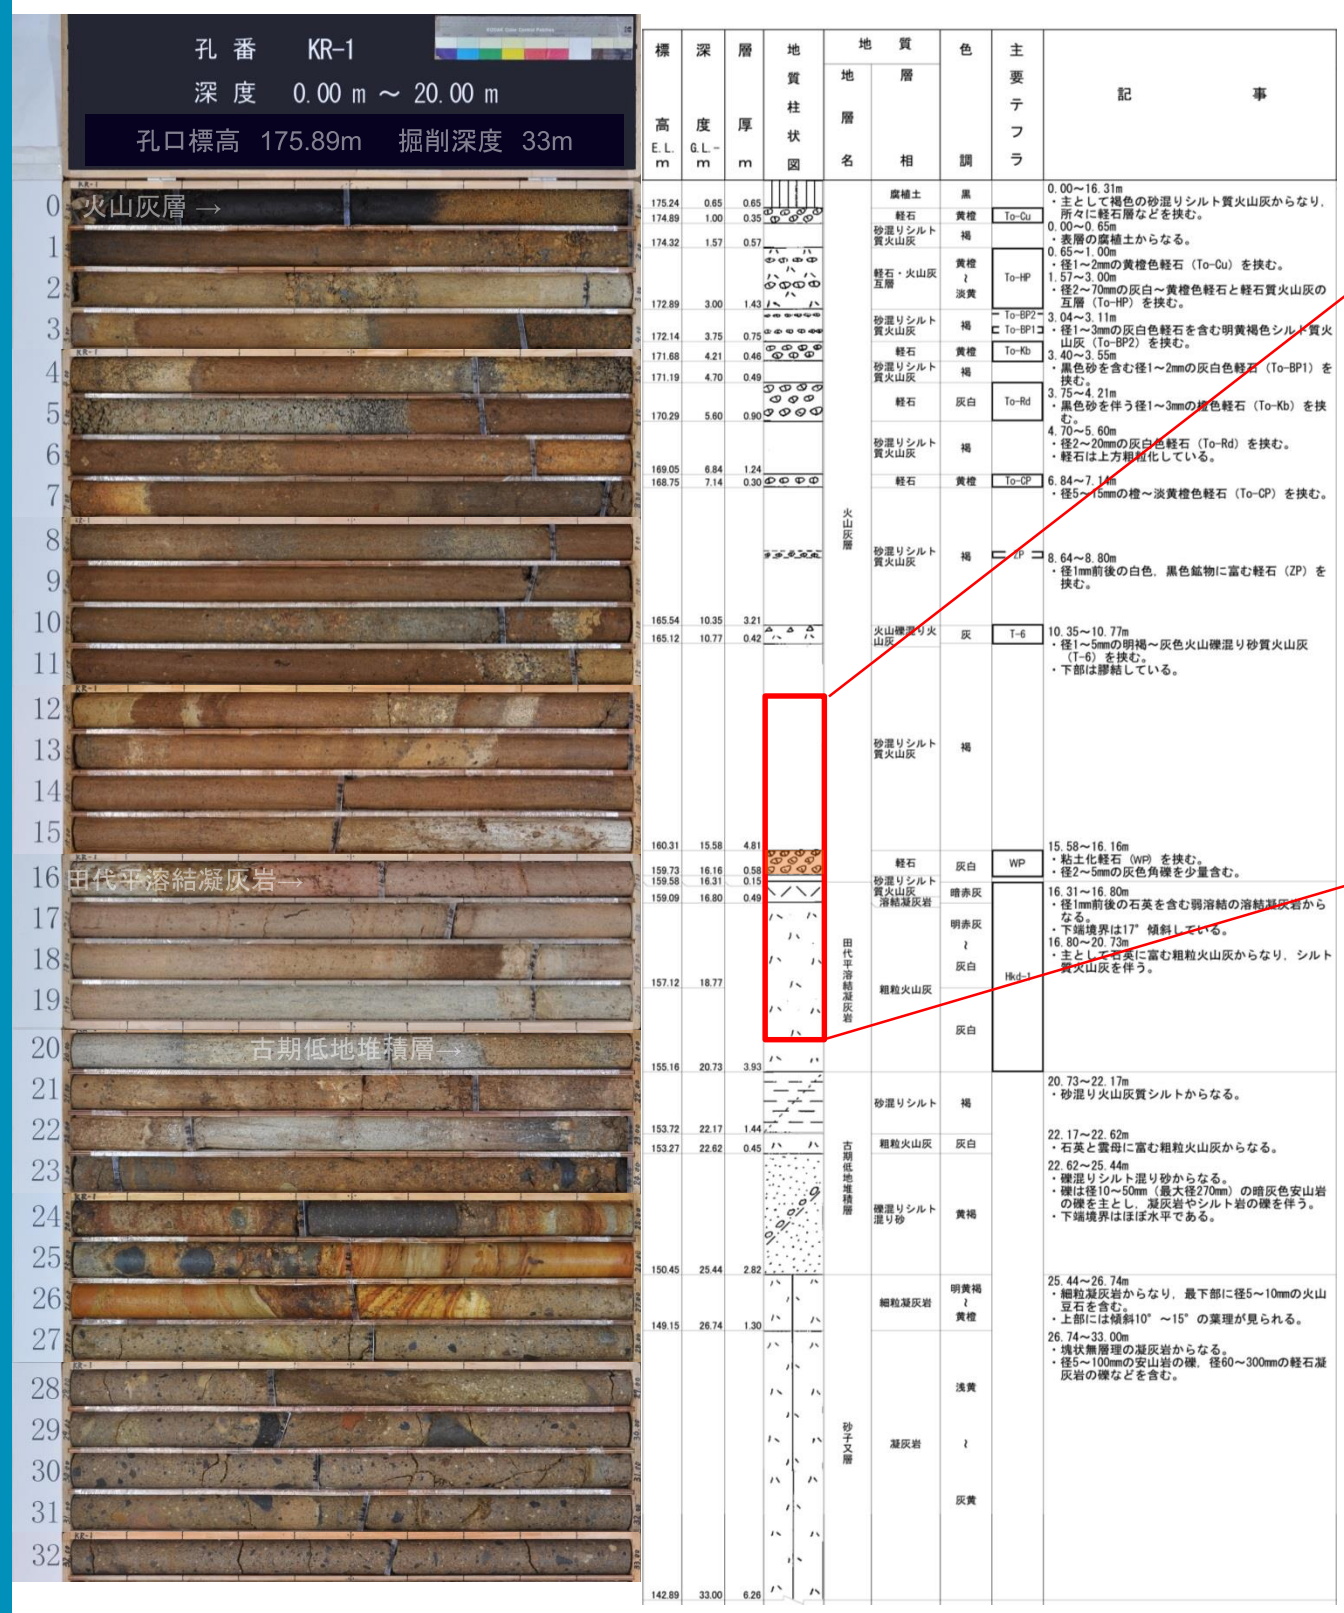 孔番 KR-1
深度 0.00 m ～ 20.00 m
孔口標高 175.89m 掘削深度 33m
火山灰層→
田代平溶結凝灰岩→
古期低地堆積層→
0
1
2
3
4
5
6
7
8
9
10
11
12
13
14
15
16
17
18
19
20
21
22
23
24
25
26
27
28
29
30
31
32
標高 E.L. m
深度 G.L.- m
層厚 m
地質柱状図
地質
地層名
層相
色調
主要テフラ
記事
175.24 0.65 0.65 腐植土 黒
174.89 1.00 0.35 軽石 黄橙 To-Cu
174.32 1.57 0.57 砂混りシルト質火山灰 褐
172.89 3.00 1.43 軽石・火山灰互層 黄橙～淡黄 To-HP
172.14 3.75 0.75 砂混りシルト質火山灰 褐 To-BP2 To-BP1
171.68 4.21 0.46 軽石 黄橙 To-Kb
171.19 4.70 0.49 砂混りシルト質火山灰 褐
170.29 5.60 0.90 軽石 灰白 To-Rd
169.05 6.84 1.24 砂混りシルト質火山灰 褐
168.75 7.14 0.30 軽石 黄橙 To-CP
165.54 10.35 3.21 砂混りシルト質火山灰 褐 ZP
165.12 10.77 0.42 火山礫混り火山灰 灰 T-6
160.31 15.58 4.81 砂混りシルト質火山灰 褐
159.73 16.16 0.58 軽石 灰白 WP
159.58 16.31 0.15 砂混りシルト質火山灰
159.09 16.80 0.49 溶結凝灰岩 暗赤灰
157.12 18.77 明赤灰～灰白
155.16 20.73 3.93 粗粒火山灰 灰白 Hkd-1
153.72 22.17 1.44 砂混りシルト 褐
153.27 22.62 0.45 粗粒火山灰 灰白
150.45 25.44 2.82 礫混りシルト混り砂 黄褐
149.15 26.74 1.30 細粒凝灰岩 明黄褐～黄橙
142.89 33.00 6.26 凝灰岩 浅黄～灰黄
火山灰層
田代平溶結凝灰岩
古期低地堆積層
砂子又層
0.00～16.31m
・主として褐色の砂混りシルト質火山灰からなり、
所々に軽石層などを挟む。
0.00～0.65m
・表層の腐植土からなる。
0.65～1.00m
・径1～2mmの黄橙色軽石（To-Cu）を挟む。
1.57～3.00m
・径2～70mmの灰白～黄橙色軽石と軽石質火山灰の
互層（To-HP）を挟む。
3.04～3.11m
・径1～3mmの灰白色軽石を含む明黄褐色シルト質火
山灰（To-BP2）を挟む。
3.40～3.55m
・黒色砂を含む径1～2mmの灰白色軽石（To-BP1）を
挟む。
3.75～4.21m
・黒色砂を伴う径1～3mmの橙色軽石（To-Kb）を挟
む。
4.70～5.60m
・径2～20mmの灰白色軽石（To-Rd）を挟む。
・軽石は上方粗粒化している。
6.84～7.14m
・径5～15mmの橙～淡黄橙色軽石（To-CP）を挟む。
8.64～8.80m
・径1mm前後の白色，黒色鉱物に富む軽石（ZP）を
挟む。
10.35～10.77m
・径1～5mmの明褐～灰色火山礫混り砂質火山灰
（T-6）を挟む。
・下部は膠結している。
15.58～16.16m
・粘土化軽石（WP）を挟む。
・径2～5mmの灰色角礫を少量含む。
16.31～16.80m
・径1mm前後の石英を含む弱溶結の溶結凝灰岩から
なる。
・下端境界は17°傾斜している。
16.80～20.73m
・主として石英に富む粗粒火山灰からなり，シルト
質火山灰を伴う。
20.73～22.17m
・砂混り火山灰質シルトからなる。
22.17～22.62m
・石英と雲母に富む粗粒火山灰からなる。
22.62～25.44m
・礫混りシルト混り砂からなる。
・礫は径10～50mm（最大径270mm）の暗灰色安山岩
の礫を主とし，凝灰岩やシルト岩の礫を伴う。
・下端境界はほぼ水平である。
25.44～26.74m
・細粒凝灰岩からなり，最下部に径5～10mmの火山
豆石を含む。
・上部には傾斜10°～15°の葉理が見られる。
26.74～33.00m
・塊状無層理の凝灰岩からなる。
・径5～100mmの安山岩の礫，径60～300mmの軽石凝
灰岩の礫などを含む。